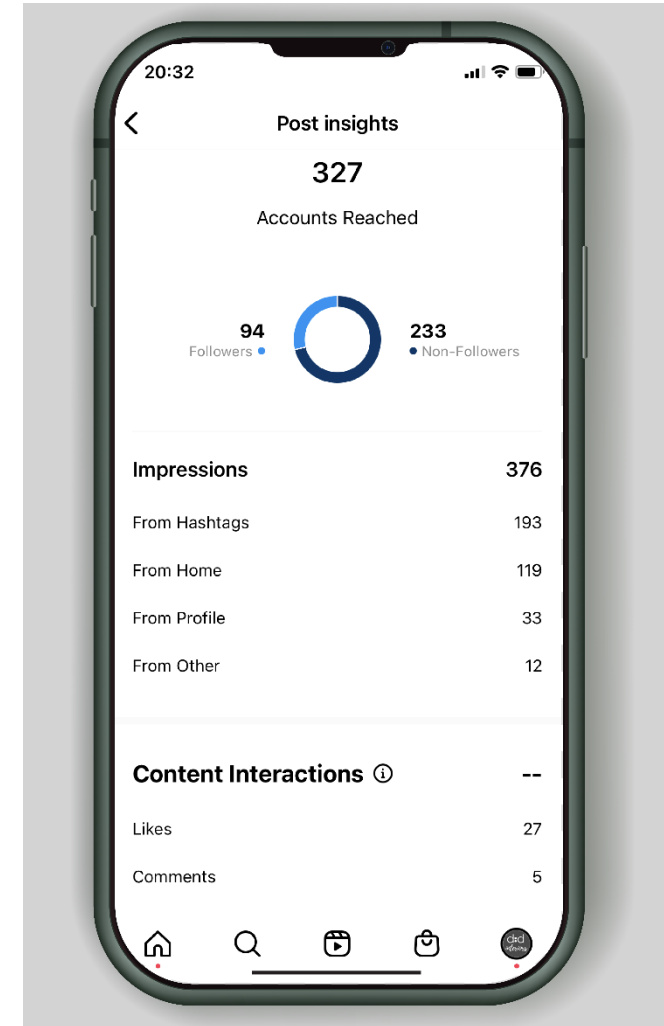 20:32
Post insights
327
Accounts Reached
94
Followers
233
Non-Followers
Impressions 376
From Hashtags 193
From Home 119
From Profile 33
From Other 12
Content Interactions --
Likes 27
Comments 5
d:d